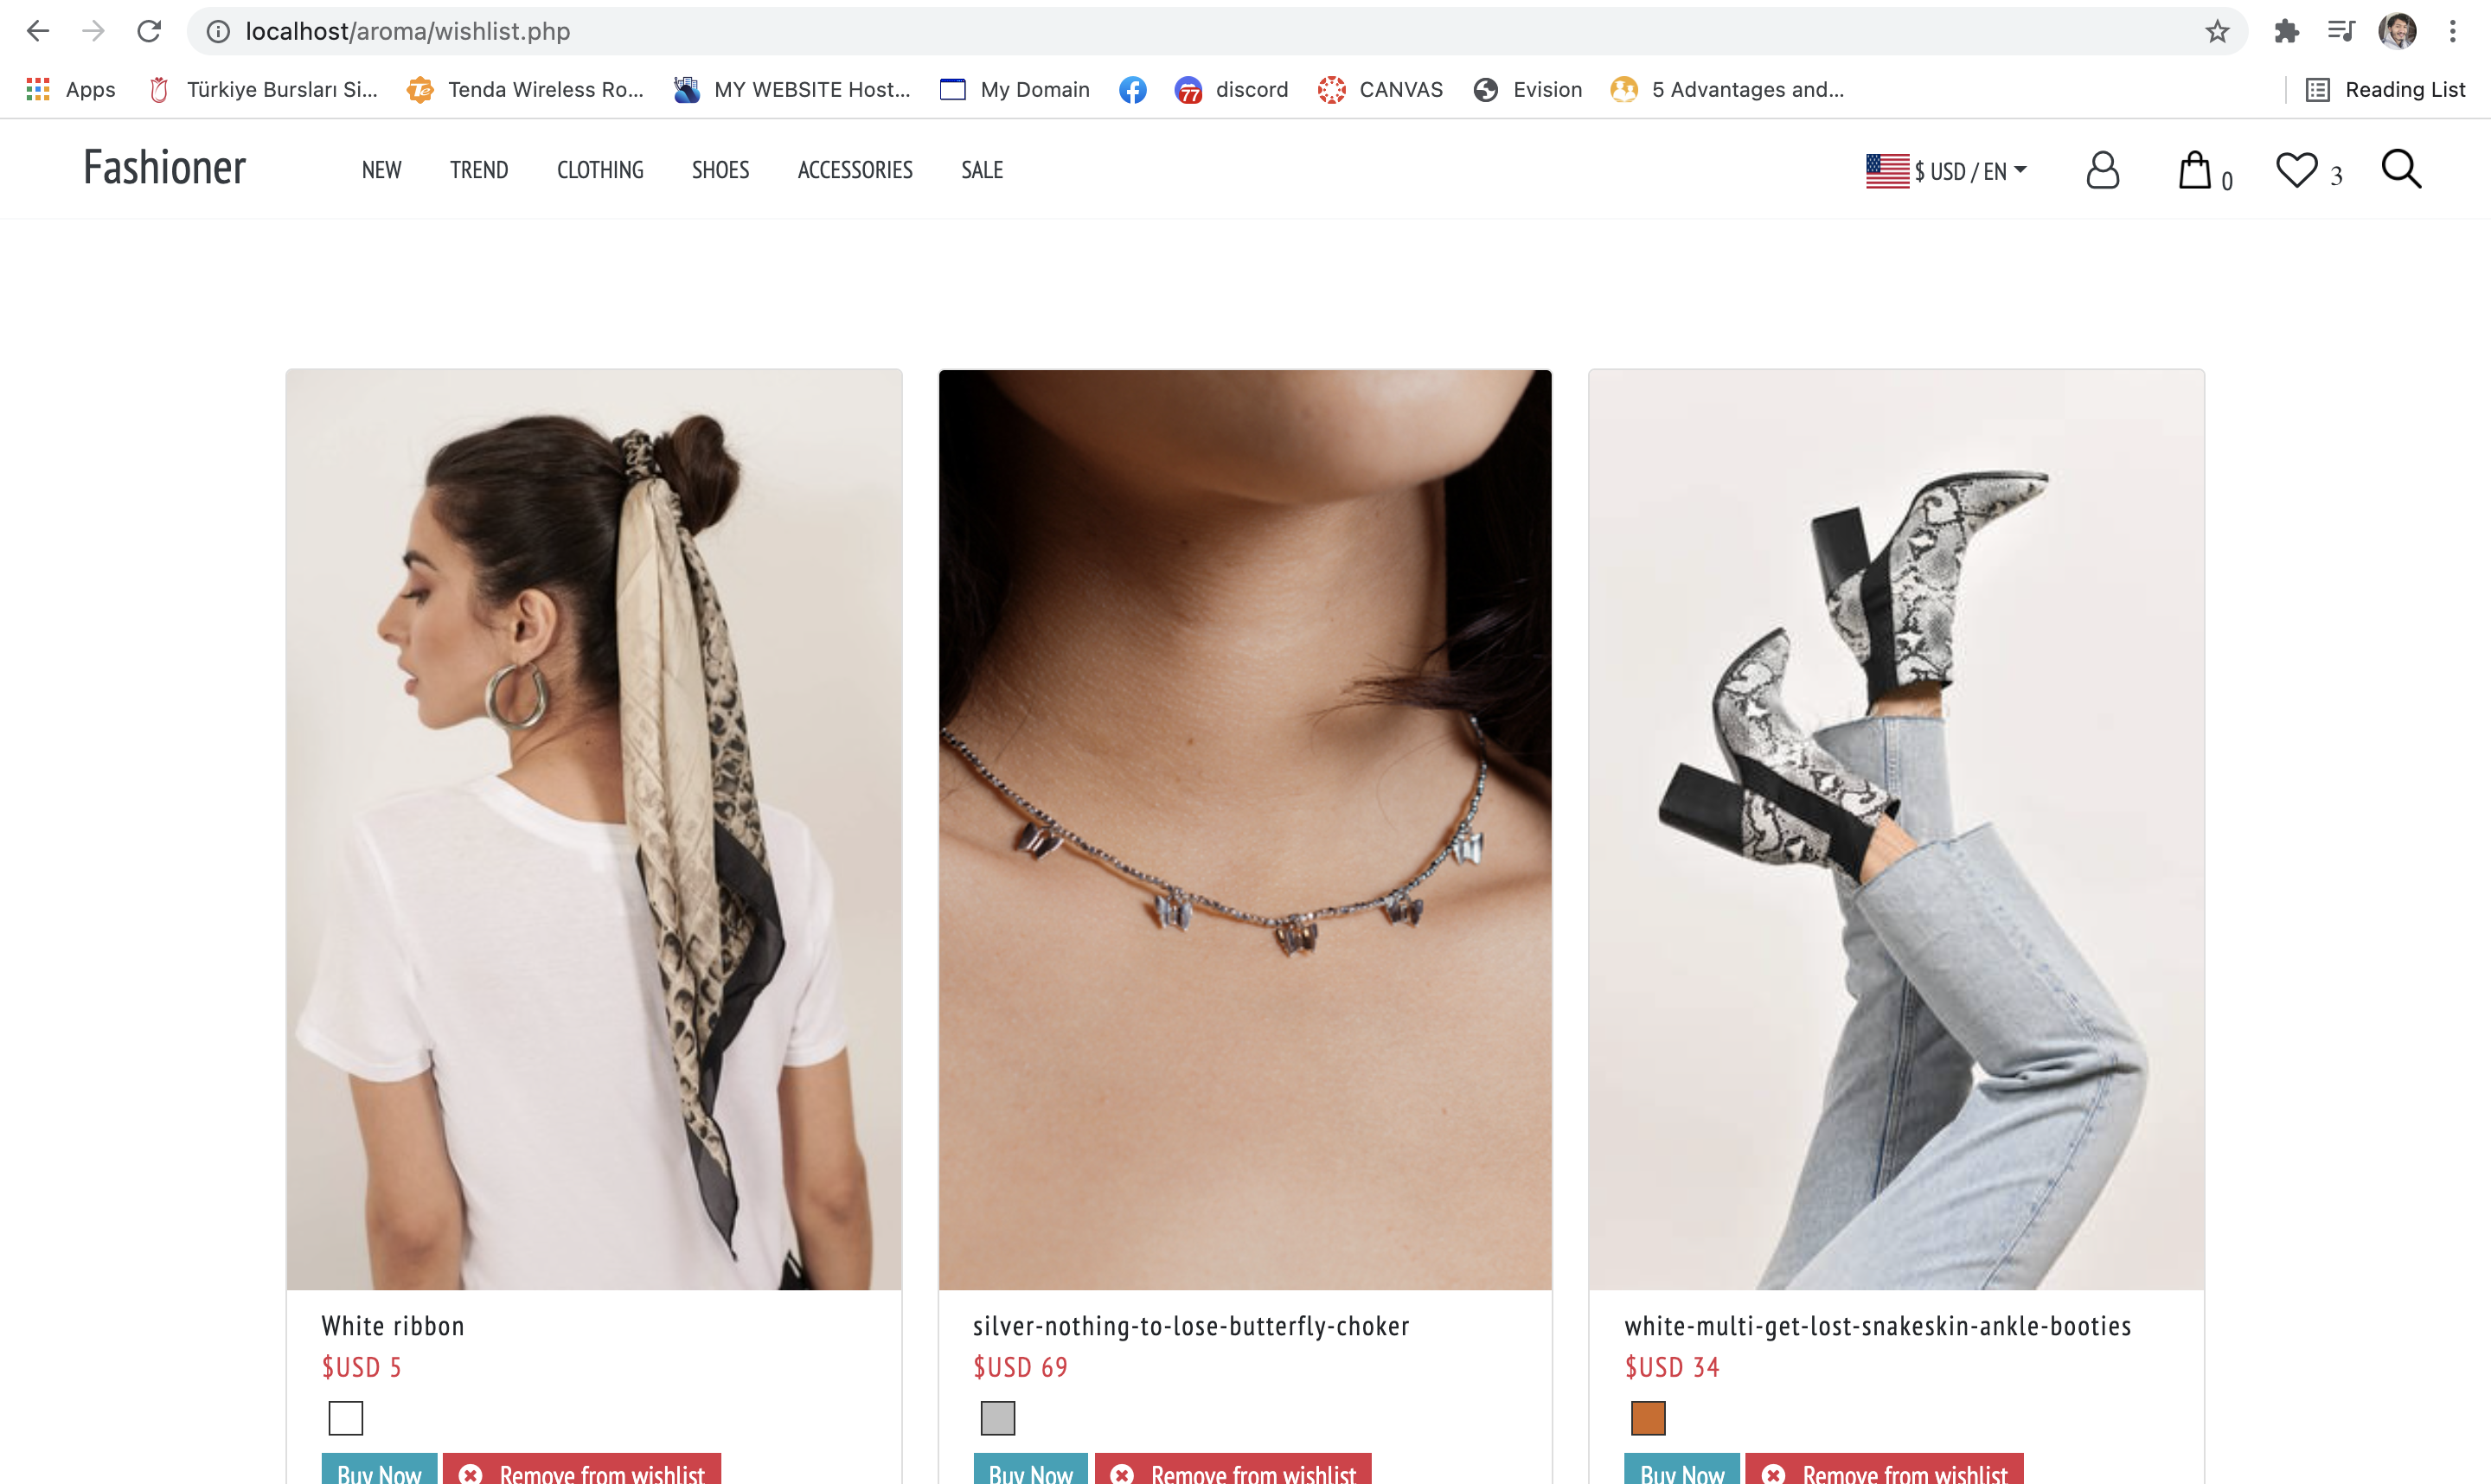 localhost/aroma/wishlist.php
Apps Türkiye Bursları Si... Tenda Wireless Ro... MY WEBSITE Host... My Domain discord CANVAS Evision 5 Advantages and... Reading List
Fashioner NEW TREND CLOTHING SHOES ACCESSORIES SALE $ USD / EN 0 3
White ribbon
$USD 5
Buy Now Remove from wishlist
silver-nothing-to-lose-butterfly-choker
$USD 69
Buy Now Remove from wishlist
white-multi-get-lost-snakeskin-ankle-booties
$USD 34
Buy Now Remove from wishlist